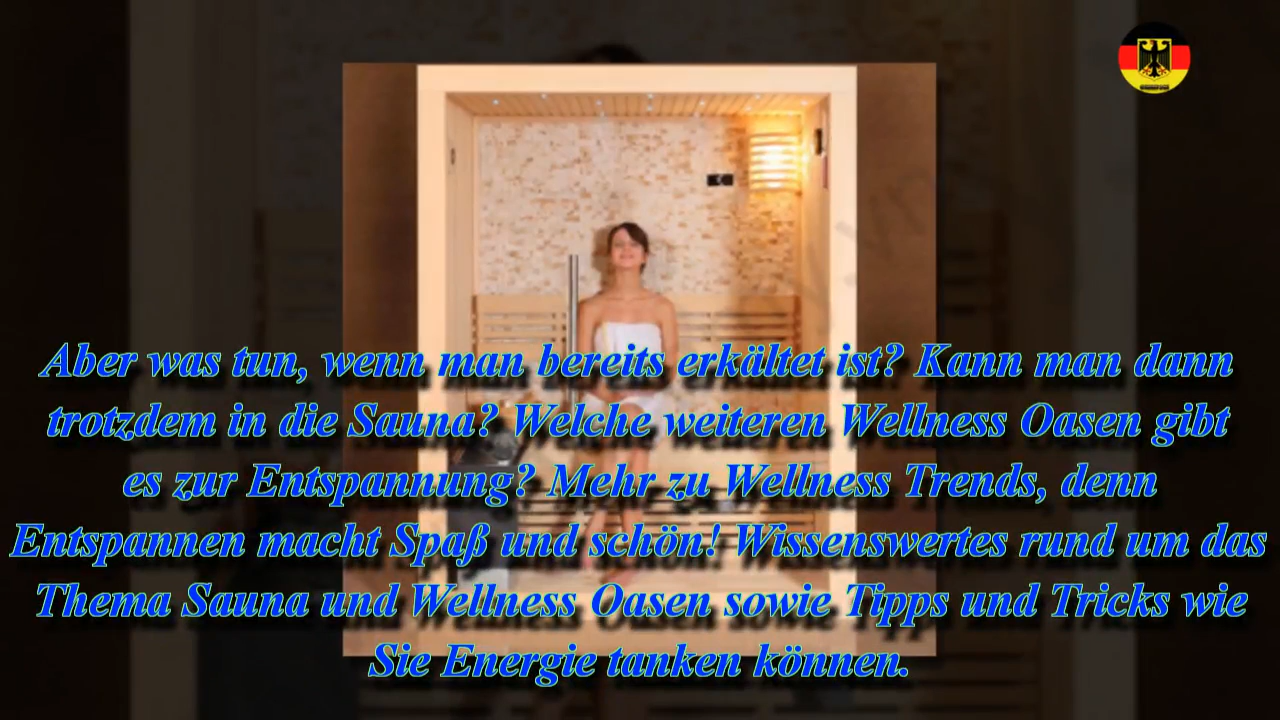 Aber was tun, wenn man bereits erkältet ist? Kann man dann
trotzdem in die Sauna? Welche weiteren Wellness Oasen gibt
es zur Entspannung? Mehr zu Wellness Trends, denn
Entspannen macht Spaß und schön! Wissenswertes rund um das
Thema Sauna und Wellness Oasen sowie Tipps und Tricks wie
Sie Energie tanken können.